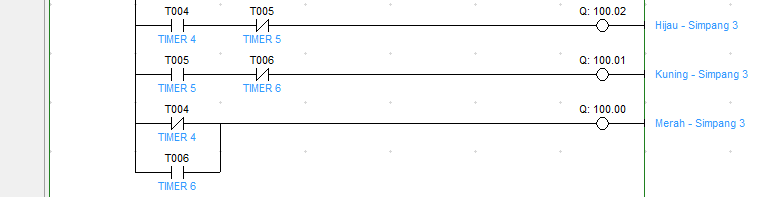 T004 T005 Q: 100.02
Hijau - Simpang 3
TIMER 4 TIMER 5
T005 T006 Q: 100.01
Kuning - Simpang 3
TIMER 5 TIMER 6
T004 Q: 100.00
Merah - Simpang 3
TIMER 4
T006
TIMER 6